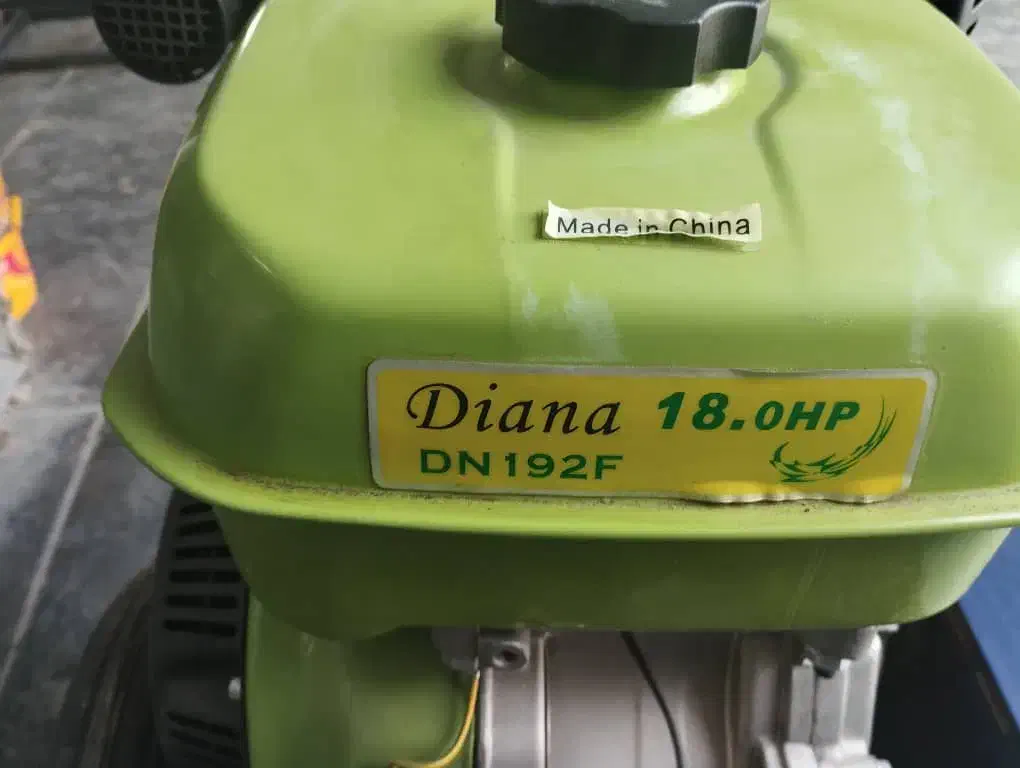 Made in China
Diana 18.0HP
DN192F